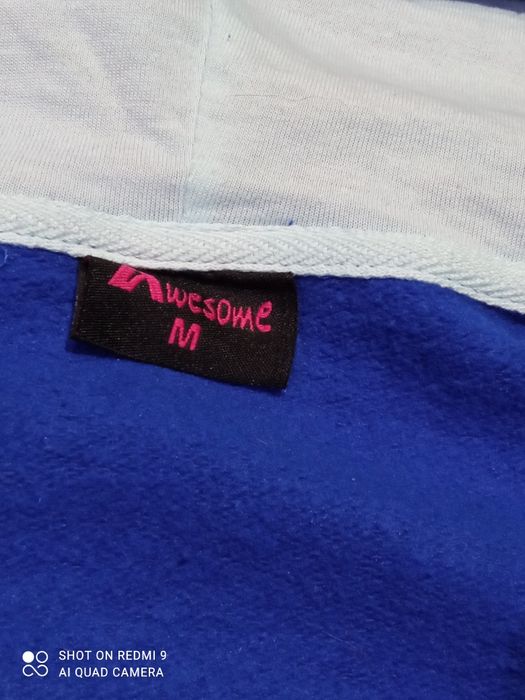 Awesome
M
SHOT ON REDMI 9
AI QUAD CAMERA